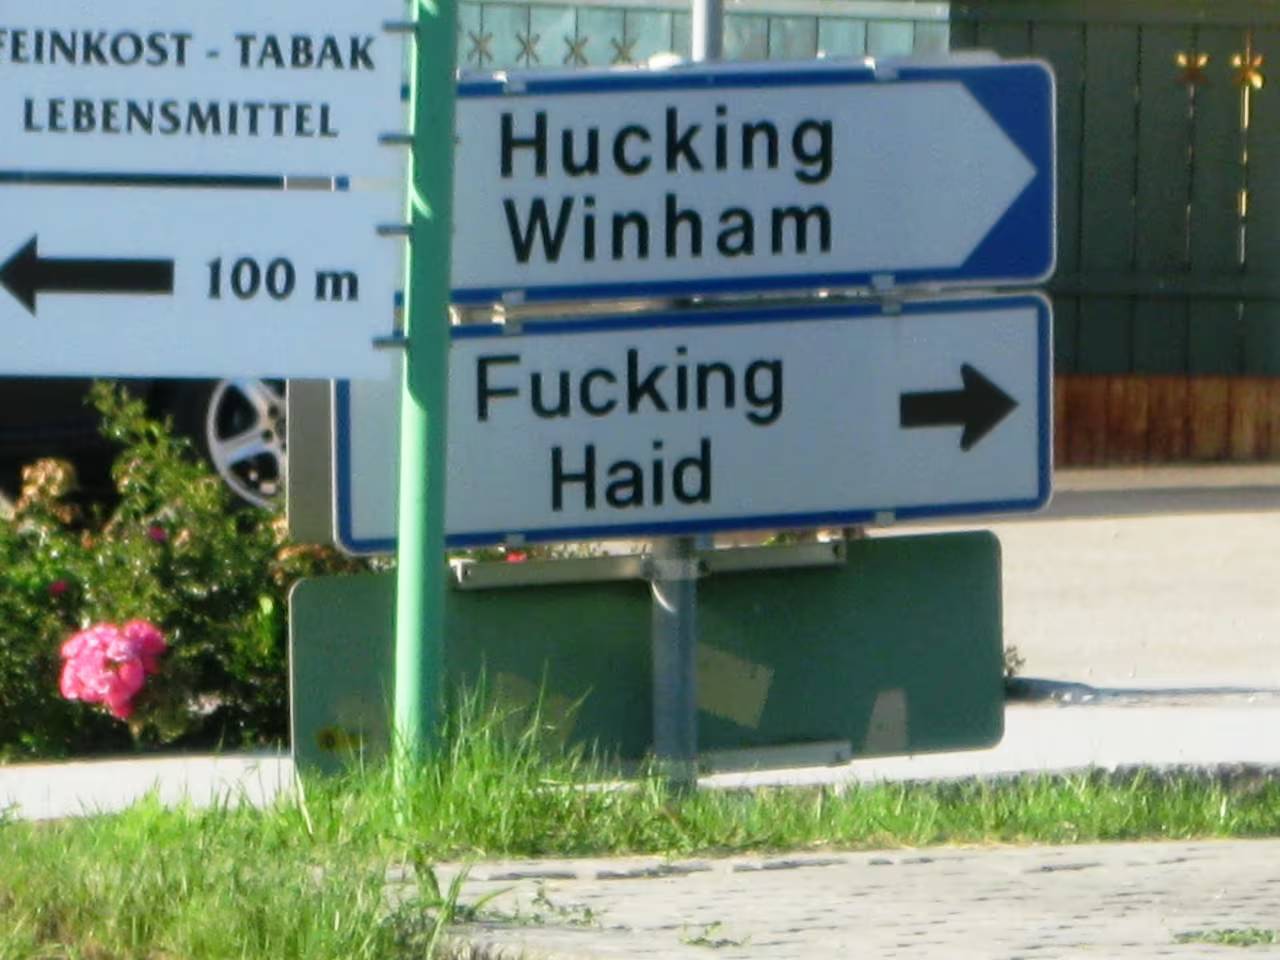 FEINKOST - TABAK
LEBENSMITTEL
100 m
Hucking
Winham
Fucking
Haid